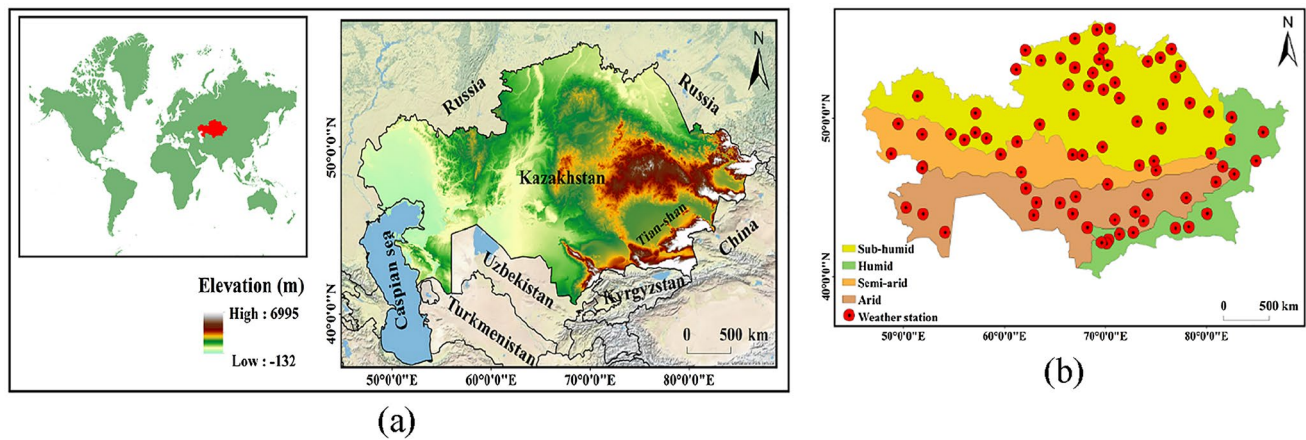 N
Russia
Russia
50°0'0"N
Kazakhstan
Tian-shan
China
Caspian sea
Uzbekistan
Kyrgyzstan
Turkmenistan
40°0'0"N
0 500 km
50°0'0"E 60°0'0"E 70°0'0"E 80°0'0"E
Elevation (m)
High : 6995
Low : -132
(a)
N
50°0'0"N
40°0'0"N
Sub-humid
Humid
Semi-arid
Arid
Weather station
0 500 km
50°0'0"E 60°0'0"E 70°0'0"E 80°0'0"E
(b)